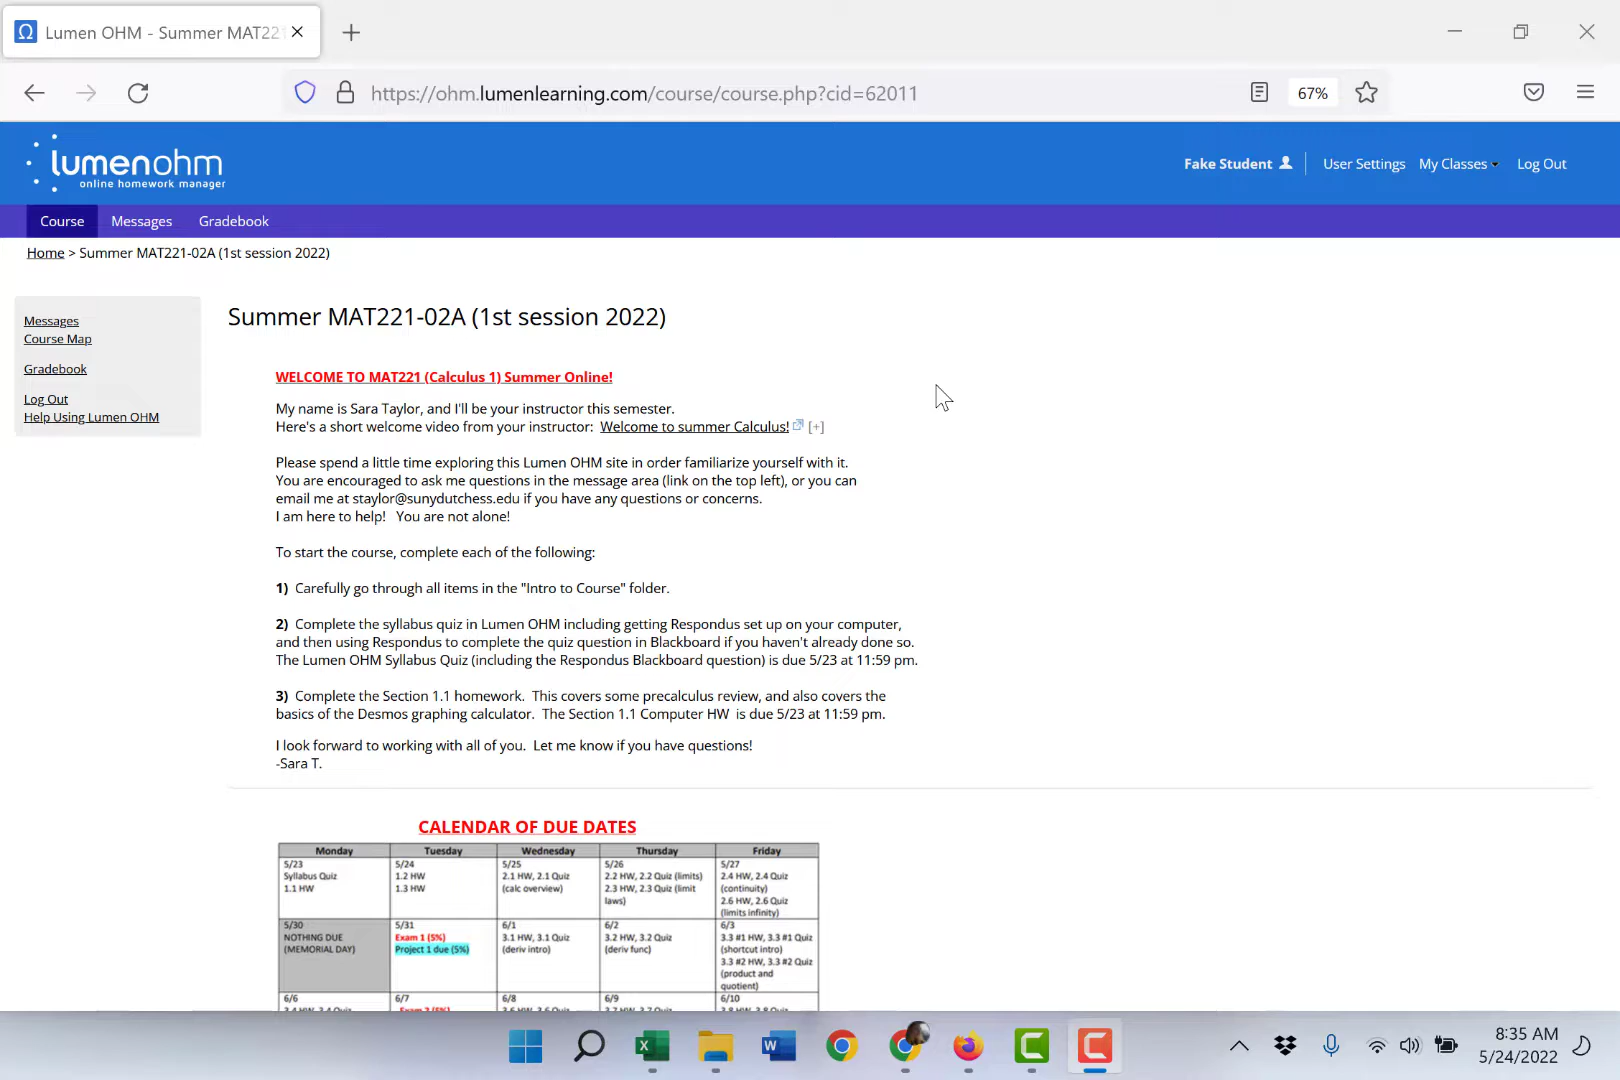 Lumen OHM - Summer MAT221
https://ohm.lumenlearning.com/course/course.php?cid=62011
67%
lumenohm
online homework manager
Fake Student
User Settings
My Classes
Log Out
Course
Messages
Gradebook
Home > Summer MAT221-02A (1st session 2022)
Messages
Course Map
Gradebook
Log Out
Help Using Lumen OHM
Summer MAT221-02A (1st session 2022)
WELCOME TO MAT221 (Calculus 1) Summer Online!
My name is Sara Taylor, and I'll be your instructor this semester.
Here's a short welcome video from your instructor: Welcome to summer Calculus! [+]
Please spend a little time exploring this Lumen OHM site in order familiarize yourself with it.
You are encouraged to ask me questions in the message area (link on the top left), or you can
email me at staylor@sunydutchess.edu if you have any questions or concerns.
I am here to help! You are not alone!
To start the course, complete each of the following:
1) Carefully go through all items in the "Intro to Course" folder.
2) Complete the syllabus quiz in Lumen OHM including getting Respondus set up on your computer,
and then using Respondus to complete the quiz question in Blackboard if you haven't already done so.
The Lumen OHM Syllabus Quiz (including the Respondus Blackboard question) is due 5/23 at 11:59 pm.
3) Complete the Section 1.1 homework. This covers some precalculus review, and also covers the
basics of the Desmos graphing calculator. The Section 1.1 Computer HW is due 5/23 at 11:59 pm.
I look forward to working with all of you. Let me know if you have questions!
-Sara T.
CALENDAR OF DUE DATES
Monday Tuesday Wednesday Thursday Friday
5/23
Syllabus Quiz
1.1 HW
5/24
1.2 HW
1.3 HW
5/25
2.1 HW, 2.1 Quiz
(calc overview)
5/26
2.2 HW, 2.2 Quiz (limits)
2.3 HW, 2.3 Quiz (limit
laws)
5/27
2.4 HW, 2.4 Quiz
(continuity)
2.6 HW, 2.6 Quiz
(limits infinity)
5/30
NOTHING DUE
(MEMORIAL DAY)
5/31
Exam 1 (5%)
Project 1 due (5%)
6/1
3.1 HW, 3.1 Quiz
(deriv intro)
6/2
3.2 HW, 3.2 Quiz
(deriv func)
6/3
3.3 #1 HW, 3.3 #1 Quiz
(shortcut intro)
3.3 #2 HW, 3.3 #2 Quiz
(product and
quotient)
6/6
6/7
6/8
6/9
6/10
8:35 AM
5/24/2022